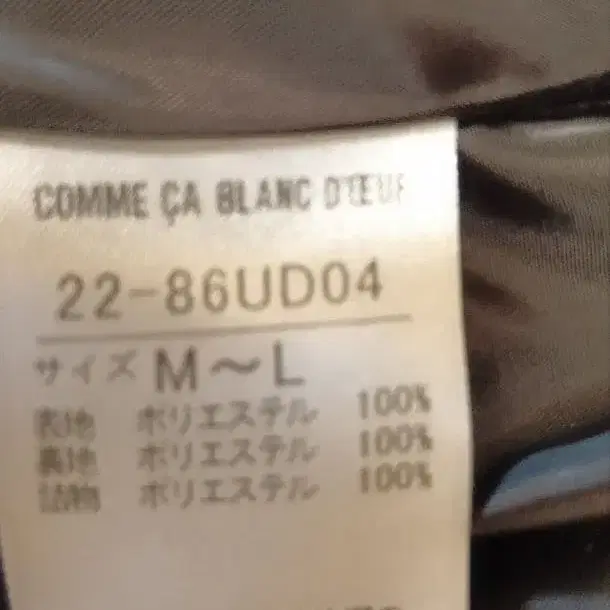 COMME ÇA BLANC D'ŒUF
22-86UD04
サイズ M～L
表地 ポリエステル 100%
裏地 ポリエステル 100%
詰物 ポリエステル 100%